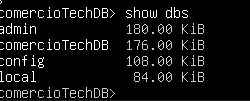 comercioTechDB> show dbs
admin 180.00 KiB
comercioTechDB 176.00 KiB
config 108.00 KiB
local 84.00 KiB
comercioTechDB>